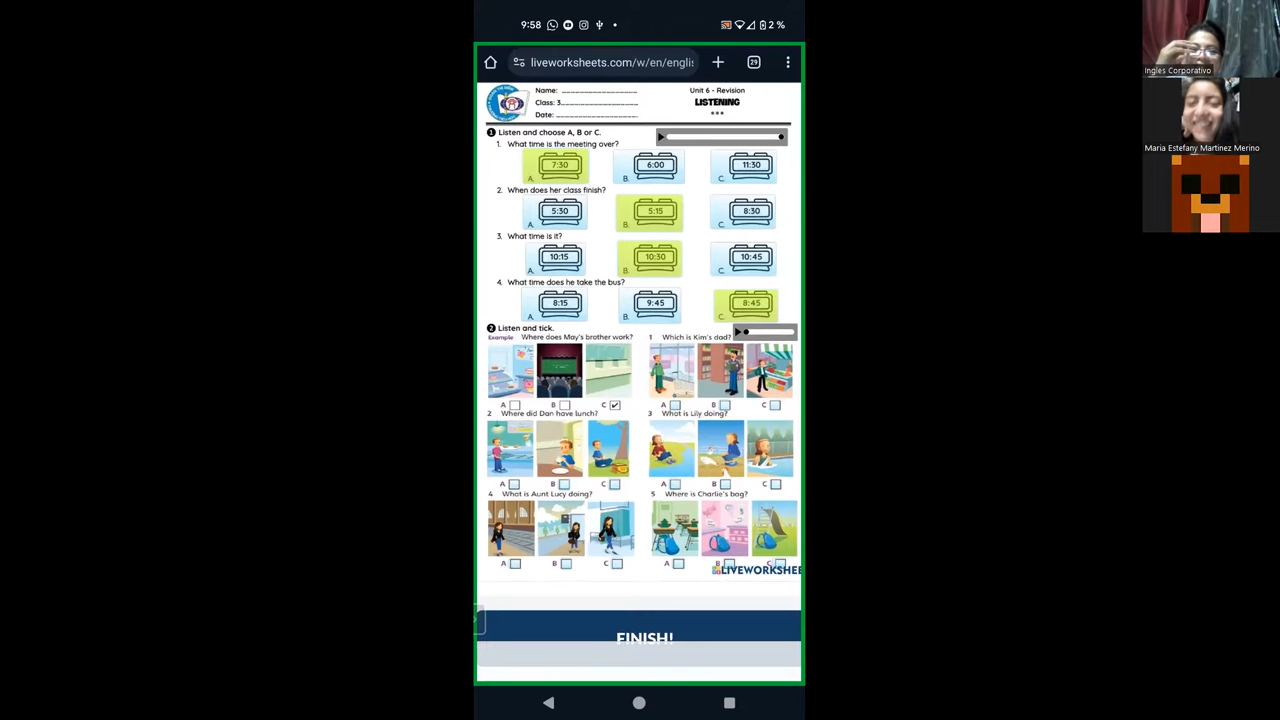 9:58
2 %
liveworksheets.com/w/en/englis
29
Name: ____________________
Class: 3____________________
Date: ____________________
Unit 6 - Revision
LISTENING
***
1 Listen and choose A, B or C.
1. What time is the meeting over?
A. 7:30
B. 6:00
C. 11:30
2. When does her class finish?
A. 5:30
B. 5:15
C. 8:30
3. What time is it?
A. 10:15
B. 10:30
C. 10:45
4. What time does he take the bus?
A. 8:15
B. 9:45
C. 8:45
2 Listen and tick.
Example Where does May's brother work?
A B C
1 Which is Kim's dad?
A B C
2 Where did Dan have lunch?
A B C
3 What is Lily doing?
A B C
4 What is Aunt Lucy doing?
A B C
5 Where is Charlie's bag?
A B C
LIVEWORKSHEE
FINISH!
Ingles Corporativo
Maria Estefany Martinez Merino